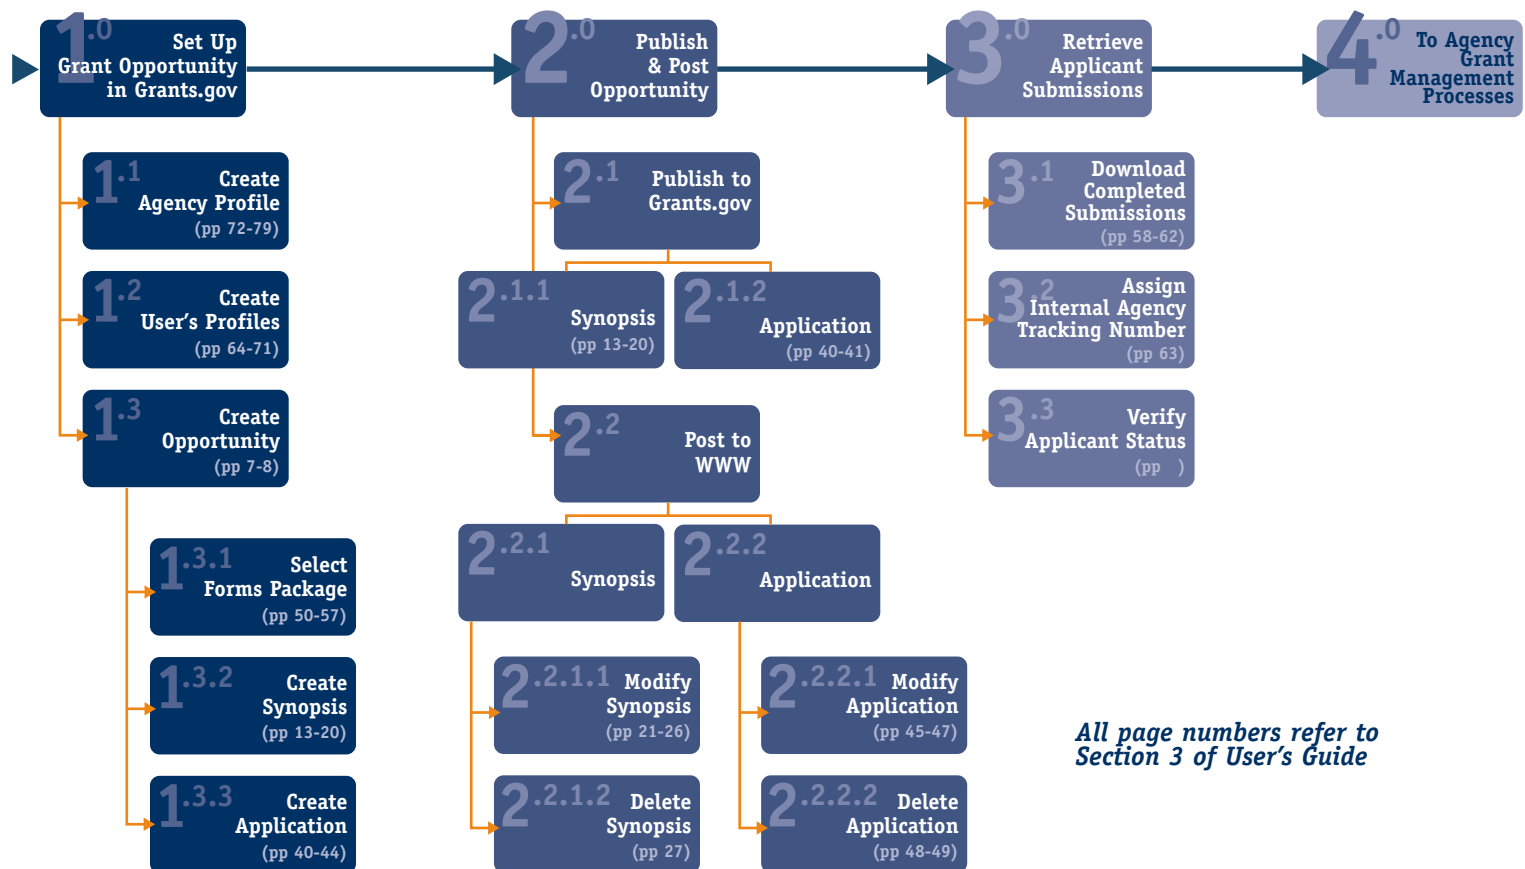 1.0
Set Up
Grant Opportunity
in Grants.gov
2.0
Publish
& Post
Opportunity
3.0
Retrieve
Applicant
Submissions
4.0
To Agency
Grant
Management
Processes
1.1
Create
Agency Profile
(pp 72-79)
1.2
Create
User’s Profiles
(pp 64-71)
1.3
Create
Opportunity
(pp 7-8)
1.3.1
Select
Forms Package
(pp 50-57)
1.3.2
Create
Synopsis
(pp 13-20)
1.3.3
Create
Application
(pp 40-44)
2.1
Publish to
Grants.gov
2.1.1
Synopsis
(pp 13-20)
2.1.2
Application
(pp 40-41)
2.2
Post to
WWW
2.2.1
Synopsis
2.2.2
Application
2.2.1.1
Modify
Synopsis
(pp 21-26)
2.2.1.2
Delete
Synopsis
(pp 27)
2.2.2.1
Modify
Application
(pp 45-47)
2.2.2.2
Delete
Application
(pp 48-49)
3.1
Download
Completed
Submissions
(pp 58-62)
3.2
Assign
Internal Agency
Tracking Number
(pp 63)
3.3
Verify
Applicant Status
(pp )
All page numbers refer to
Section 3 of User’s Guide